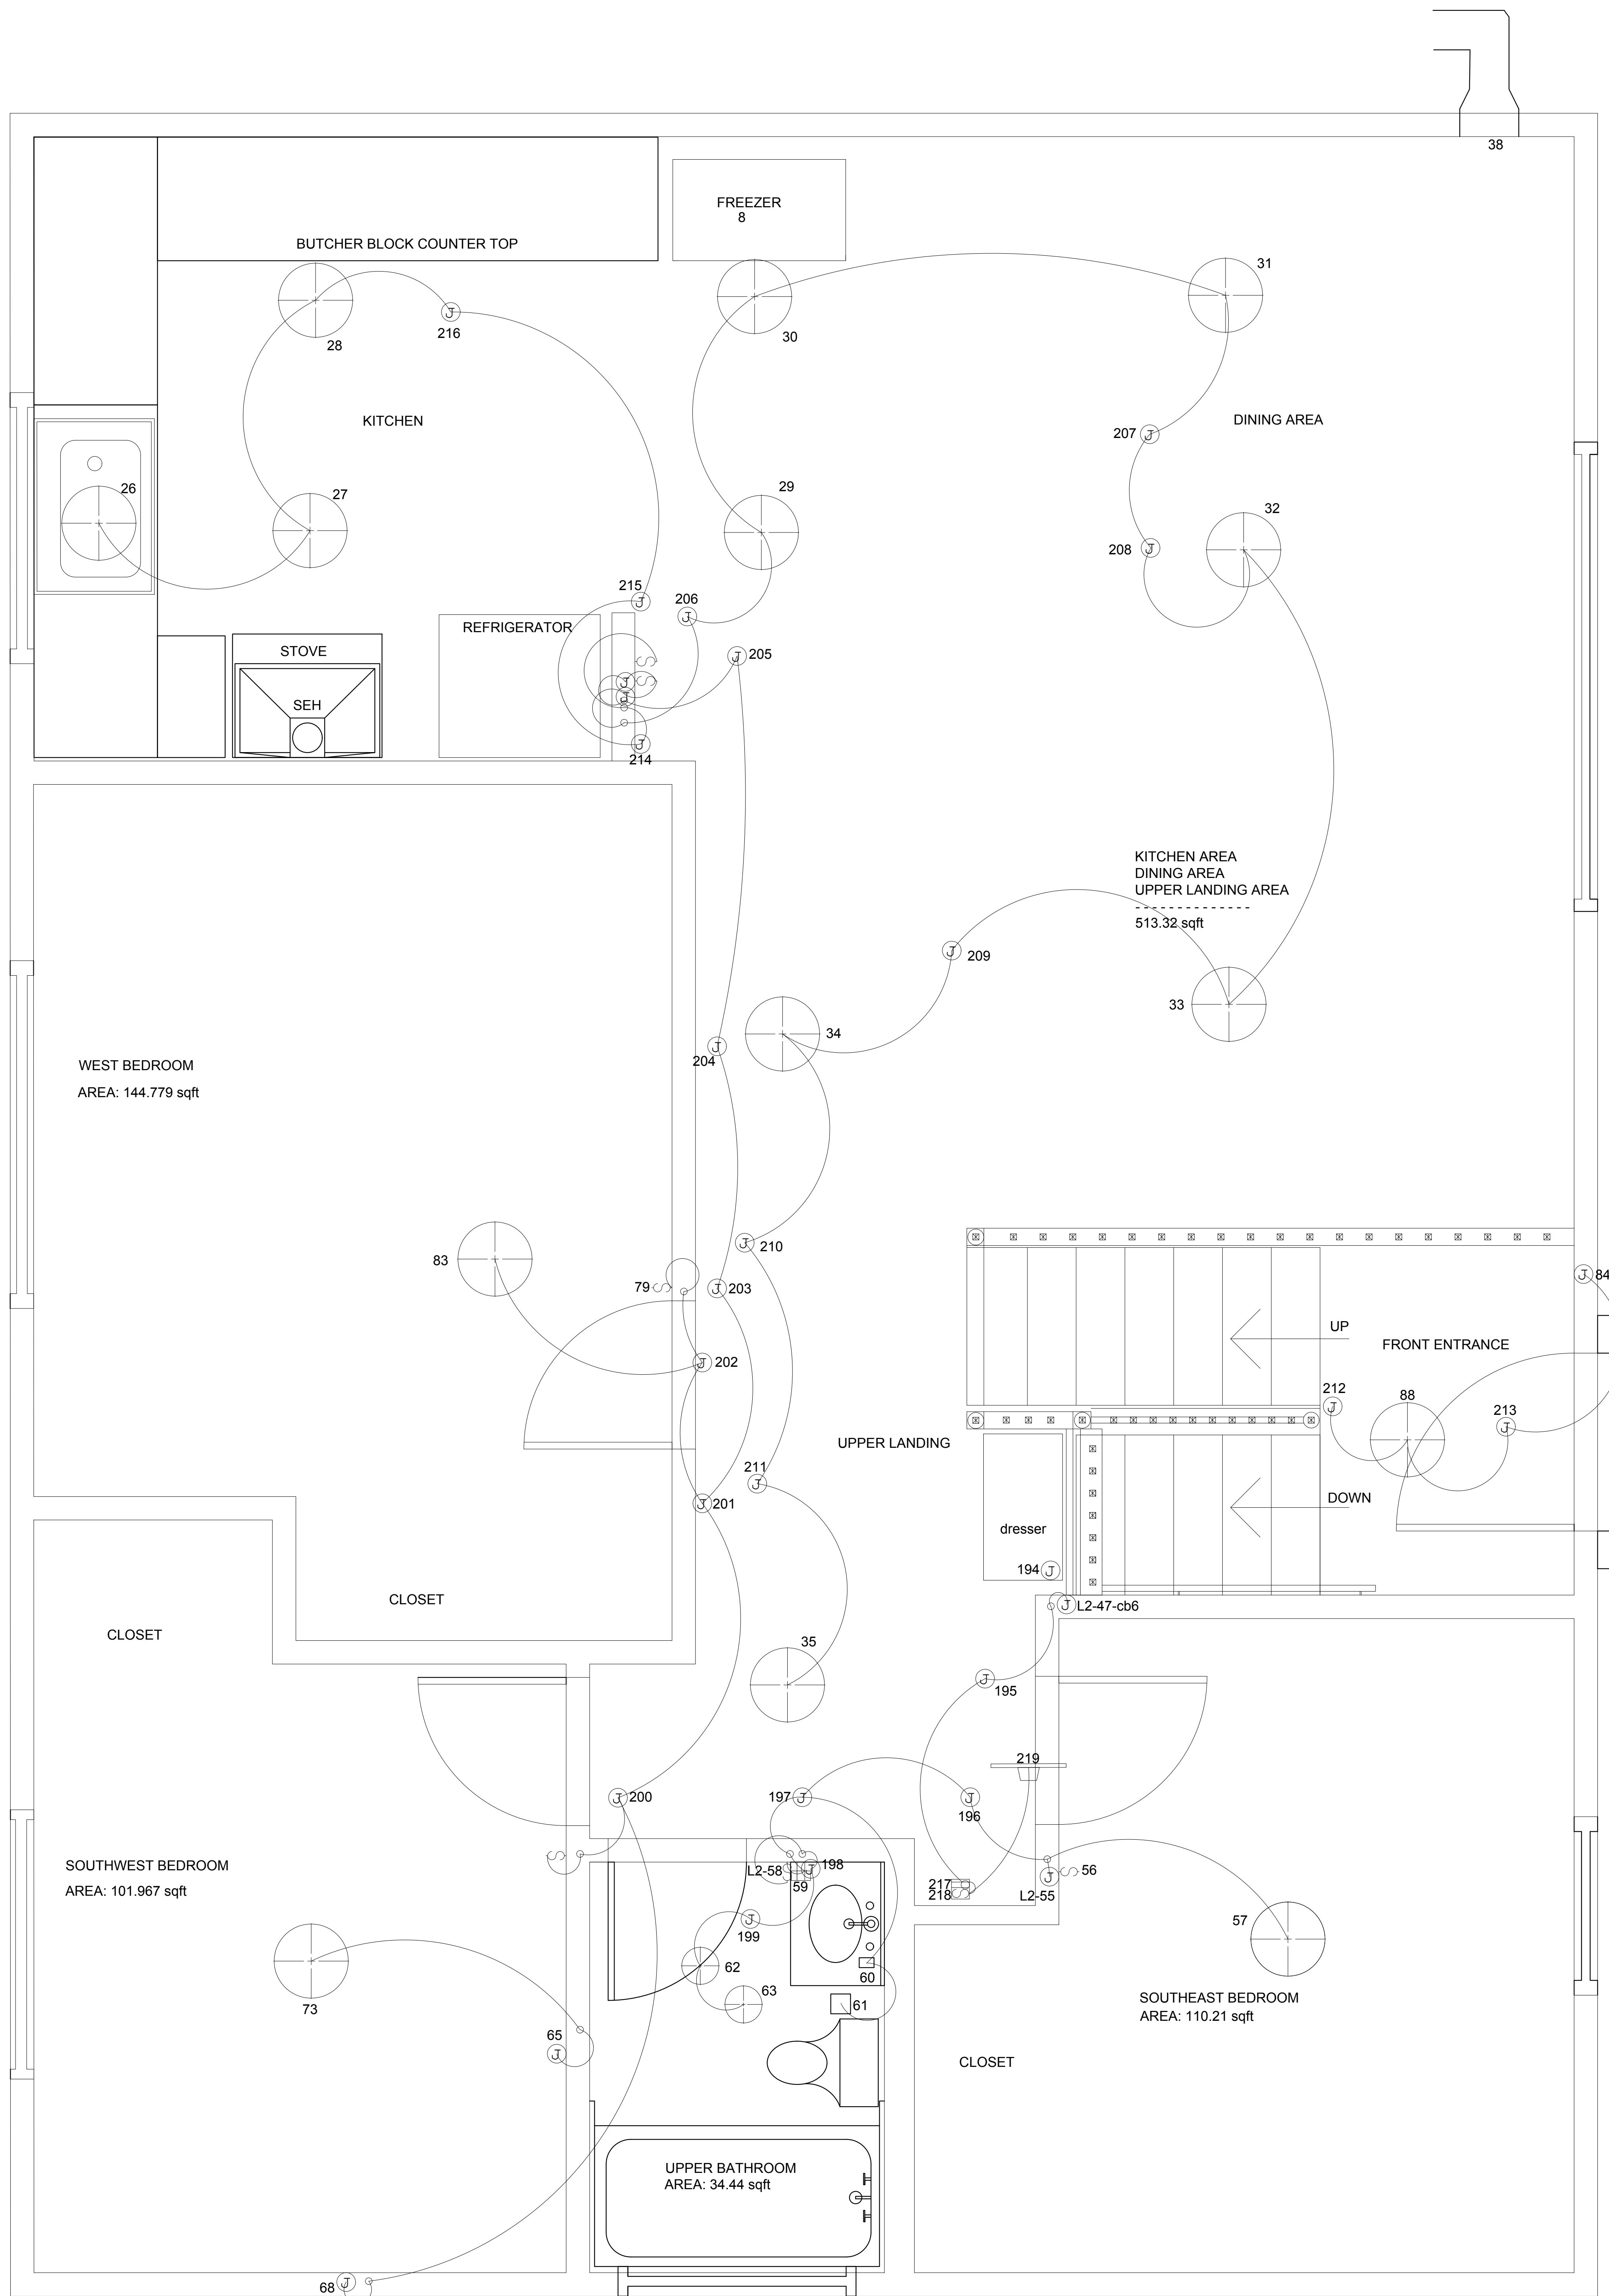 38
FREEZER
8
BUTCHER BLOCK COUNTER TOP
31
28
216
30
KITCHEN
DINING AREA
207
26
27
29
32
208
215
206
REFRIGERATOR
STOVE
205
S
S
SEH
J
J
214
KITCHEN AREA
DINING AREA
UPPER LANDING AREA
- - - - - - - - - - - -
513.32 sqft
209
33
34
204
WEST BEDROOM
AREA: 144.779 sqft
210
83
79 S
203
84
UP
FRONT ENTRANCE
202
212
88
213
UPPER LANDING
211
201
DOWN
dresser
194 J
CLOSET
J L2-47-cb6
CLOSET
35
195
219
200
197
196
SOUTHWEST BEDROOM
AREA: 101.967 sqft
S
L2-58
198
59
S 56
217
218 S
L2-55
57
199
62
60
63
61
73
SOUTHEAST BEDROOM
AREA: 110.21 sqft
65
J
CLOSET
UPPER BATHROOM
AREA: 34.44 sqft
68 J